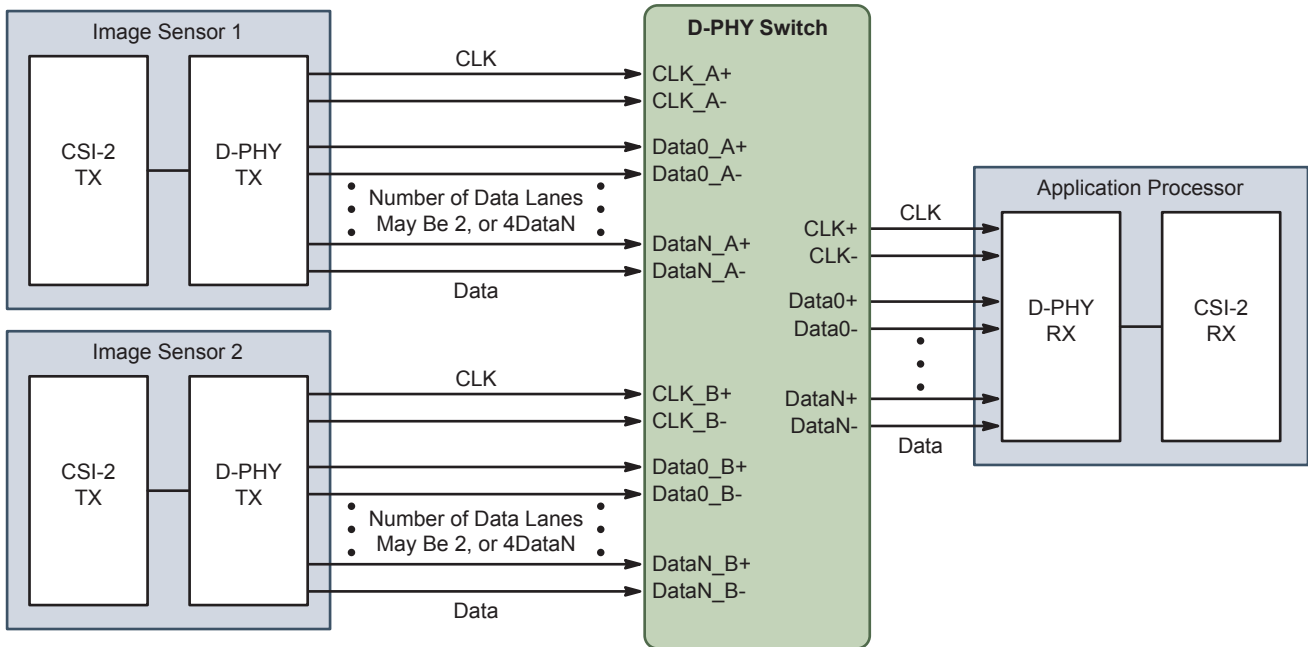 Image Sensor 1
CSI-2
TX
D-PHY
TX
CLK
Number of Data Lanes
May Be 2, or 4DataN
Data
Image Sensor 2
CSI-2
TX
D-PHY
TX
CLK
Number of Data Lanes
May Be 2, or 4DataN
Data
D-PHY Switch
CLK_A+
CLK_A-
Data0_A+
Data0_A-
DataN_A+
DataN_A-
CLK_B+
CLK_B-
Data0_B+
Data0_B-
DataN_B+
DataN_B-
CLK+
CLK-
Data0+
Data0-
DataN+
DataN-
CLK
Data
Application Processor
D-PHY
RX
CSI-2
RX